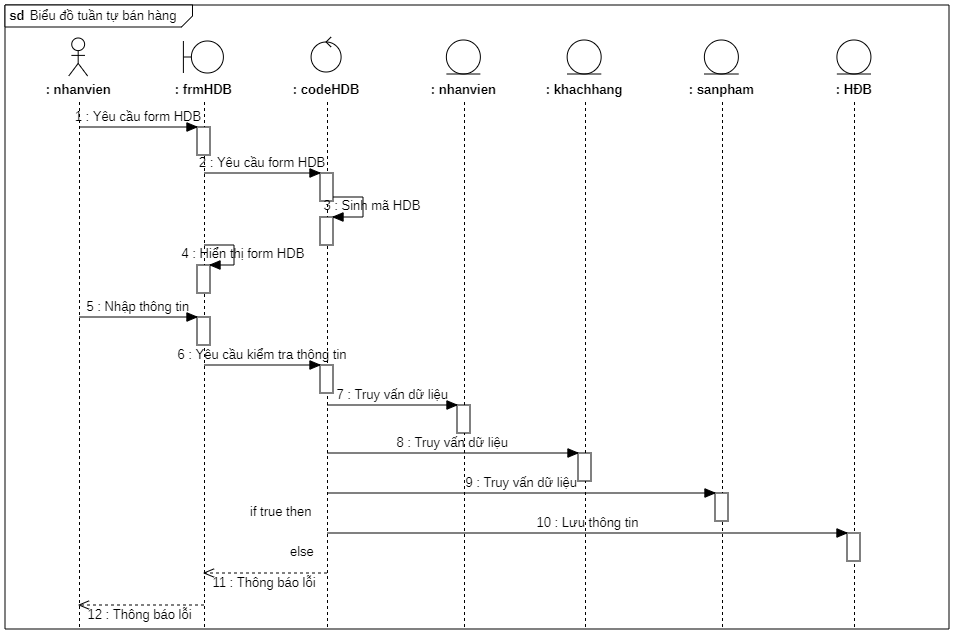 sd Biểu đồ tuần tự bán hàng
: nhanvien
: frmHDB
: codeHDB
: nhanvien
: khachhang
: sanpham
: HĐB
1 : Yêu cầu form HDB
2 : Yêu cầu form HDB
3 : Sinh mã HDB
4 : Hiển thị form HDB
5 : Nhập thông tin
6 : Yêu cầu kiểm tra thông tin
7 : Truy vấn dữ liệu
8 : Truy vấn dữ liệu
9 : Truy vấn dữ liệu
if true then
10 : Lưu thông tin
else
11 : Thông báo lỗi
12 : Thông báo lỗi